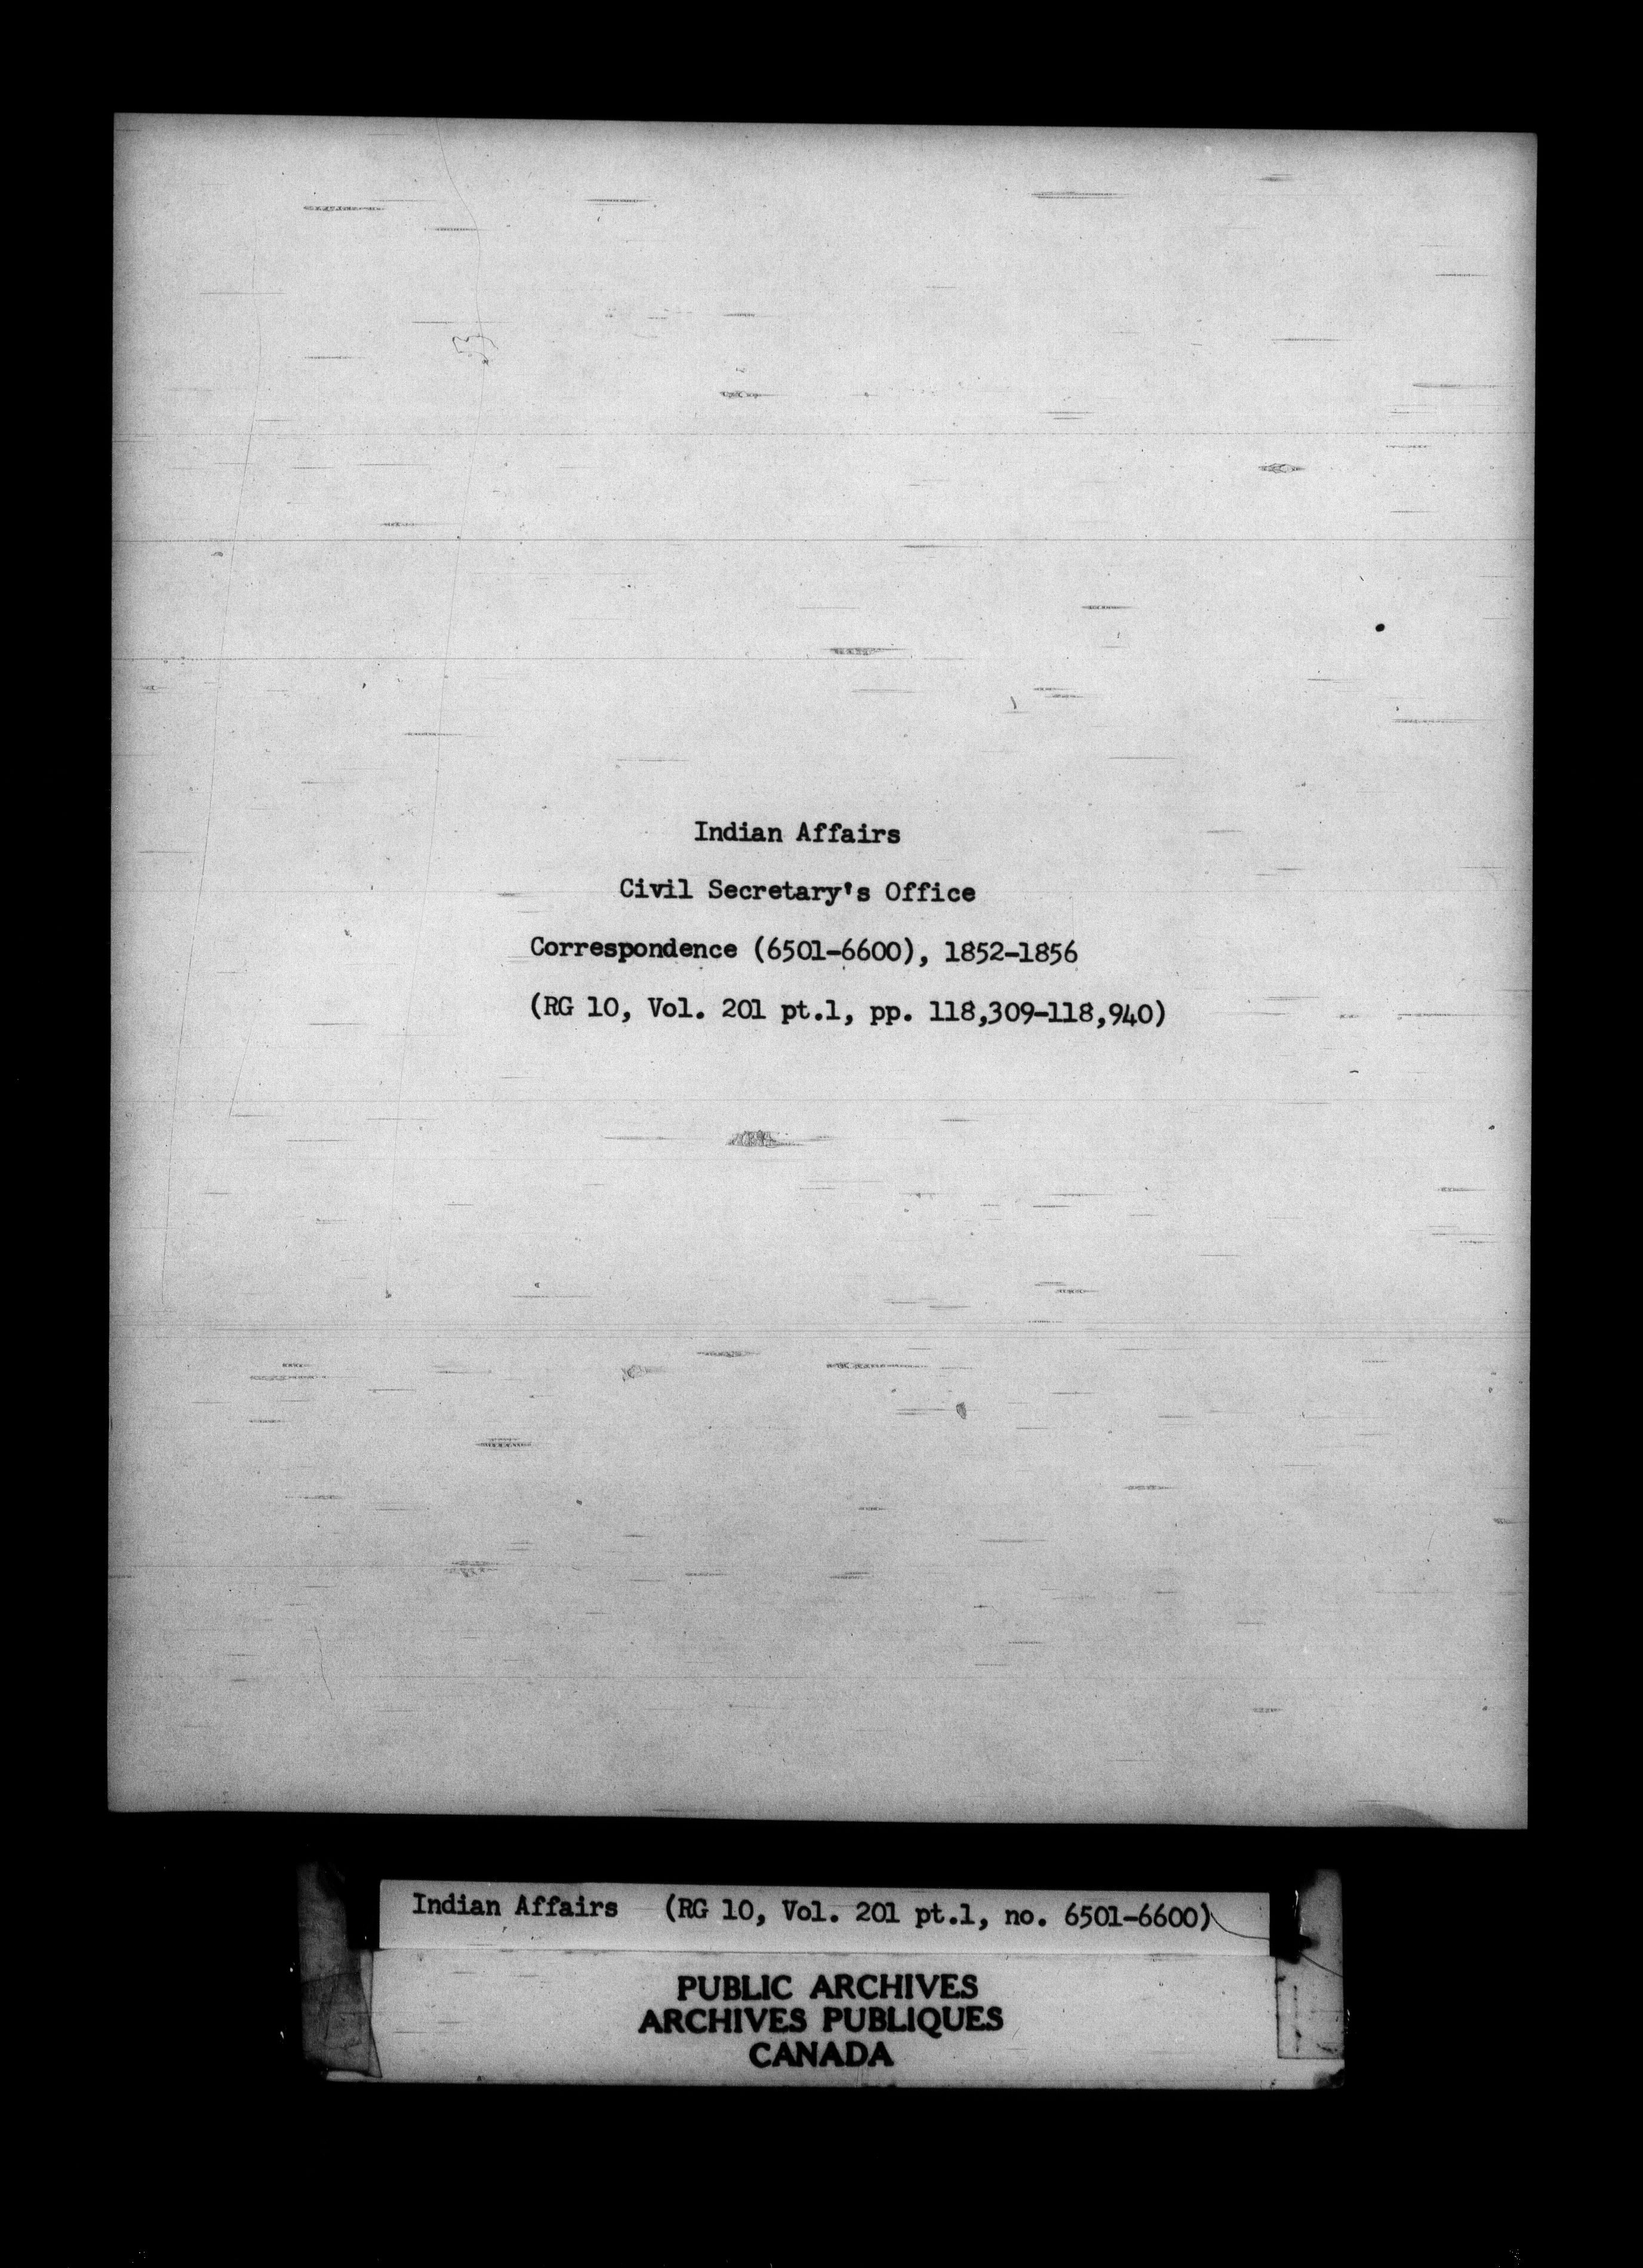 Indian Affairs
Civil Secretary's Office
Correspondence (6501-6600), 1852-1856
(RG 10, Vol. 201 pt.1, pp. 118,309-118,940)
Indian Affairs (RG 10, Vol. 201 pt.1, no. 6501-6600)
PUBLIC ARCHIVES
ARCHIVES PUBLIQUES
CANADA